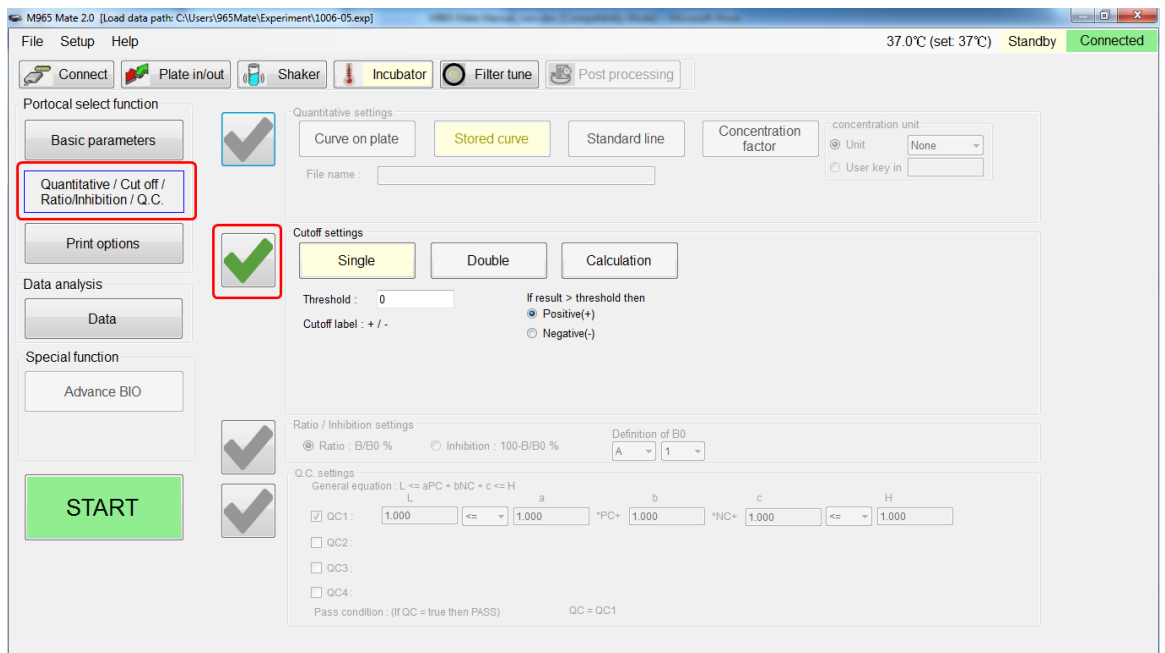 M965 Mate 2.0 [Load data path: C:\Users\965Mate\Experiment\1006-05.exp]
File Setup Help
37.0℃ (set: 37℃) Standby Connected
Connect Plate in/out Shaker Incubator Filter tune Post processing
Portocal select function
Basic parameters
Quantitative / Cut off /
Ratio/Inhibition / Q.C.
Print options
Data analysis
Data
Special function
Advance BIO
START
Quantitative settings
Curve on plate Stored curve Standard line Concentration
factor
concentration unit
Unit None
User key in
File name :
Cutoff settings
Single Double Calculation
Threshold : 0
Cutoff label : + / -
If result > threshold then
Positive(+)
Negative(-)
Ratio / Inhibition settings
Ratio : B/B0 % Inhibition : 100-B/B0 %
Definition of B0
A 1
Q.C. settings
General equation : L <= aPC + bNC + c <= H
L a b c H
QC1 : 1.000 <= 1.000 *PC+ 1.000 *NC+ 1.000 <= 1.000
QC2 :
QC3 :
QC4 :
Pass condition : (If QC = true then PASS) QC = QC1